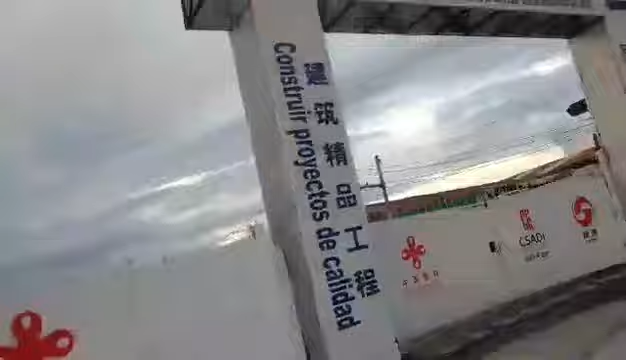 建筑精品工程
Construir proyectos de calidad
CSADI